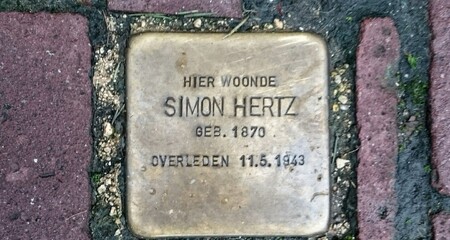 HIER WOONDE
SIMON HERTZ
GEB. 1870
OVERLEDEN 11.5.1943